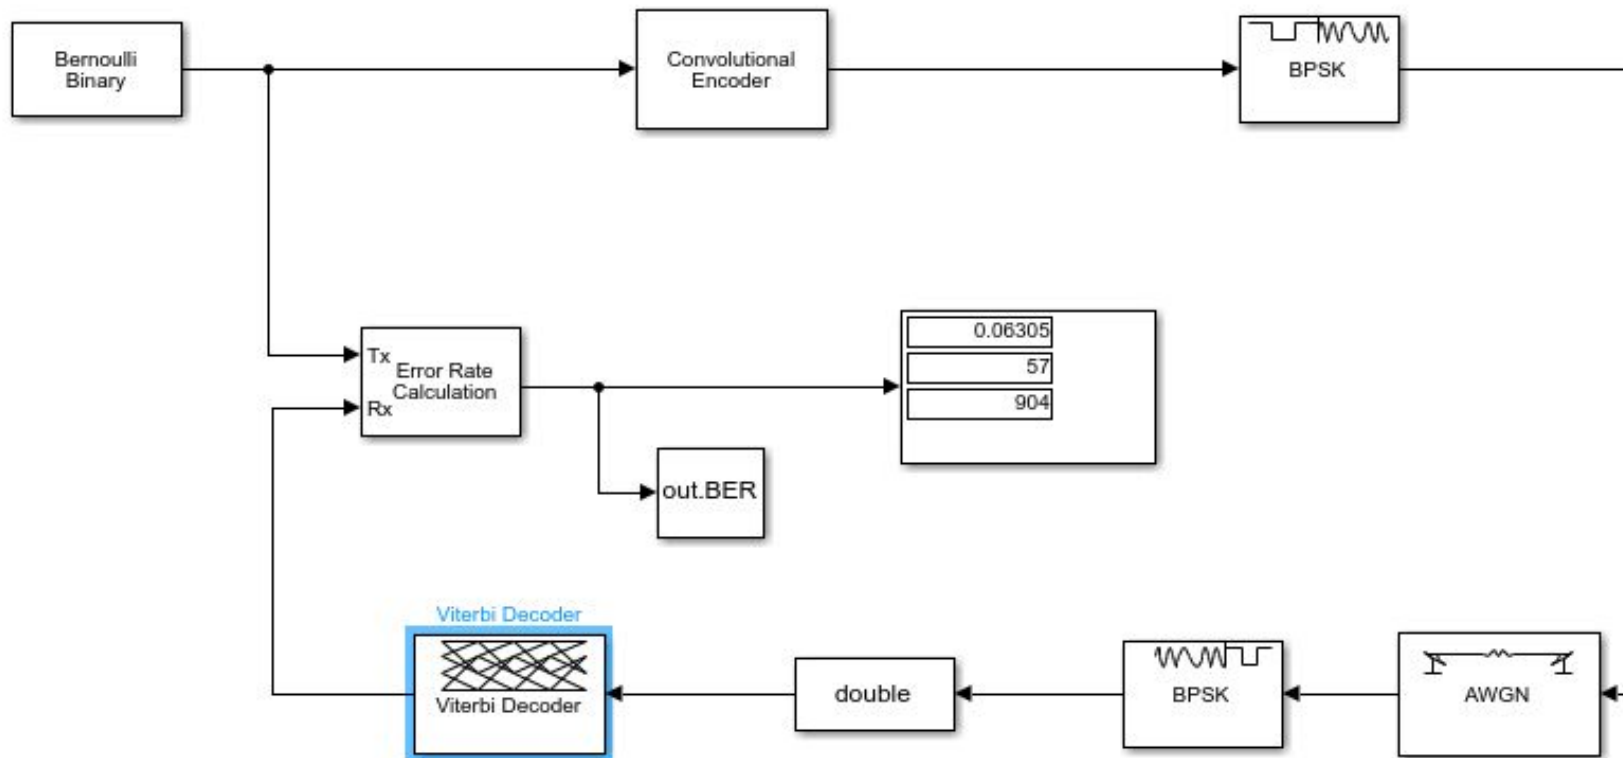 Bernoulli
Binary
Convolutional
Encoder
BPSK
Tx
Error Rate
Calculation
Rx
0.06305
57
904
out.BER
Viterbi Decoder
Viterbi Decoder
double
BPSK
AWGN